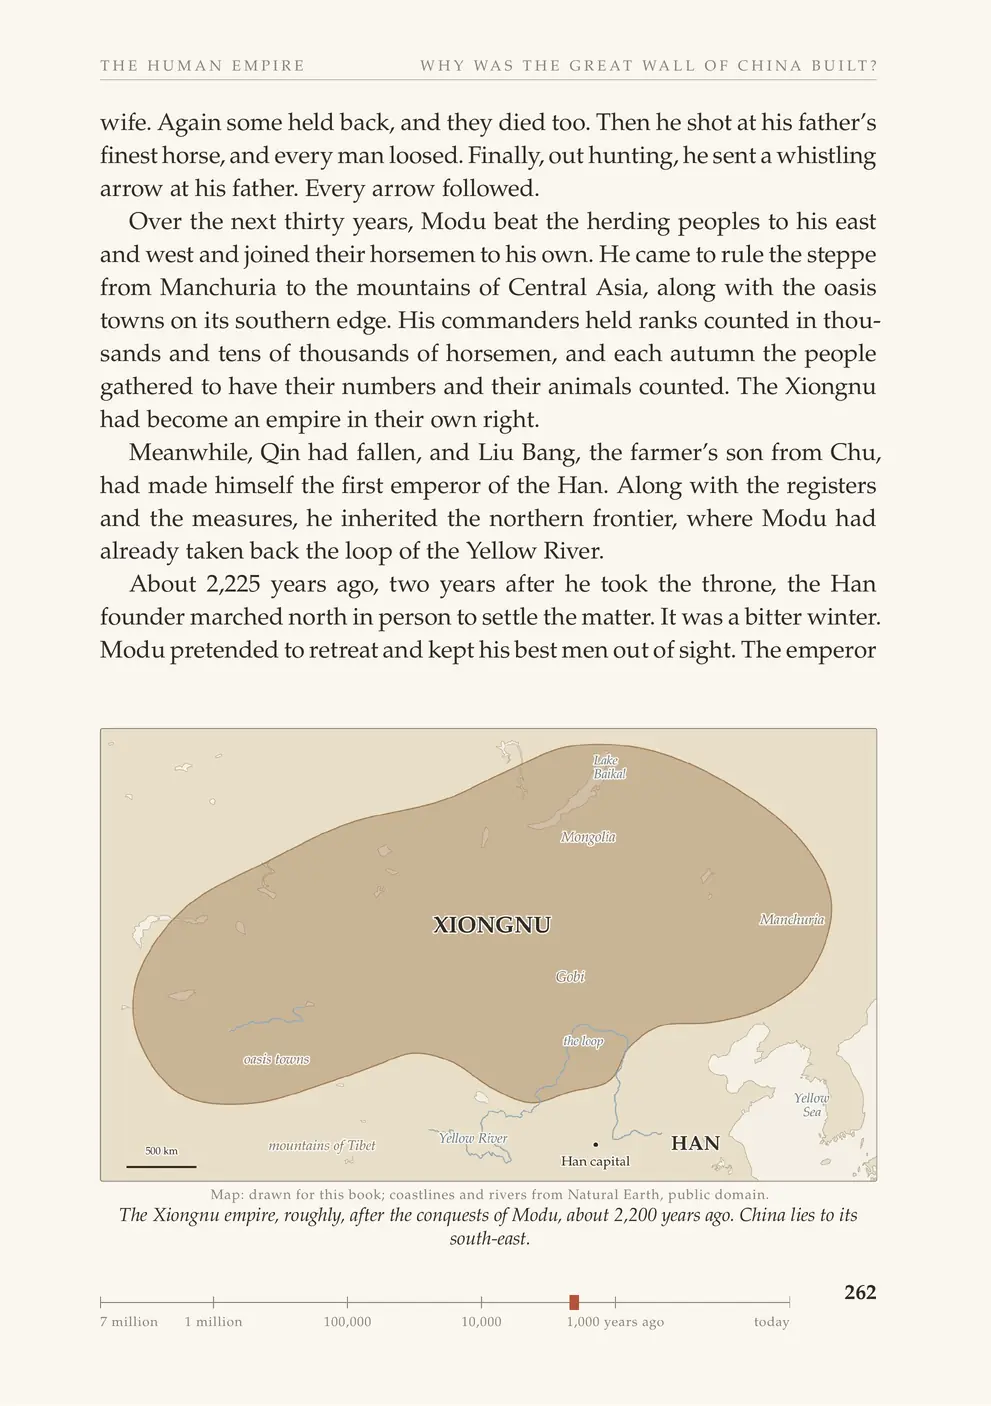 THE HUMAN EMPIRE WHY WAS THE GREAT WALL OF CHINA BUILT?
wife. Again some held back, and they died too. Then he shot at his father’s
finest horse, and every man loosed. Finally, out hunting, he sent a whistling
arrow at his father. Every arrow followed.
Over the next thirty years, Modu beat the herding peoples to his east
and west and joined their horsemen to his own. He came to rule the steppe
from Manchuria to the mountains of Central Asia, along with the oasis
towns on its southern edge. His commanders held ranks counted in thou-
sands and tens of thousands of horsemen, and each autumn the people
gathered to have their numbers and their animals counted. The Xiongnu
had become an empire in their own right.
Meanwhile, Qin had fallen, and Liu Bang, the farmer’s son from Chu,
had made himself the first emperor of the Han. Along with the registers
and the measures, he inherited the northern frontier, where Modu had
already taken back the loop of the Yellow River.
About 2,225 years ago, two years after he took the throne, the Han
founder marched north in person to settle the matter. It was a bitter winter.
Modu pretended to retreat and kept his best men out of sight. The emperor
Lake
Baikal
Mongolia
XIONGNU
Manchuria
Gobi
the loop
oasis towns
Yellow
Sea
Yellow River
mountains of Tibet
HAN
Han capital
500 km
Map: drawn for this book; coastlines and rivers from Natural Earth, public domain.
The Xiongnu empire, roughly, after the conquests of Modu, about 2,200 years ago. China lies to its
south-east.
262
7 million 1 million 100,000 10,000 1,000 years ago today